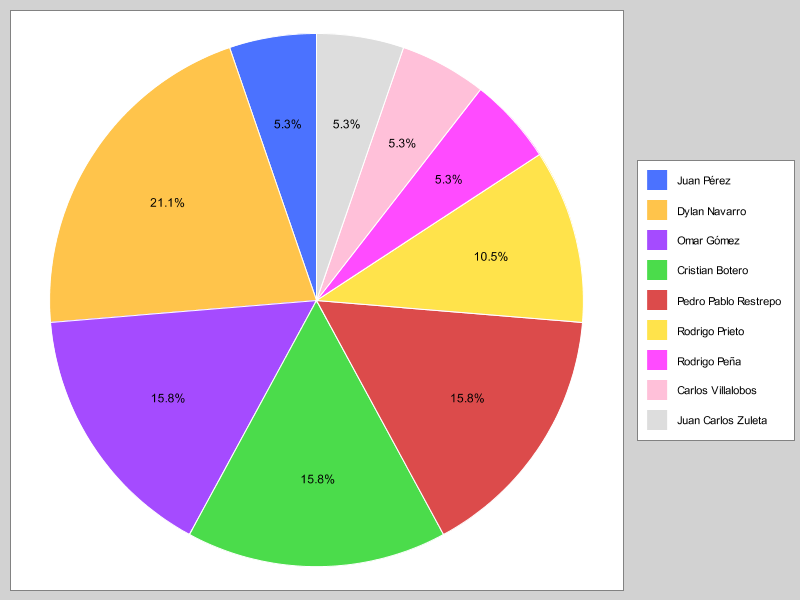 5.3%
5.3%
5.3%
5.3%
21.1%
10.5%
15.8%
15.8%
15.8%
Juan Pérez
Dylan Navarro
Omar Gómez
Cristian Botero
Pedro Pablo Restrepo
Rodrigo Prieto
Rodrigo Peña
Carlos Villalobos
Juan Carlos Zuleta